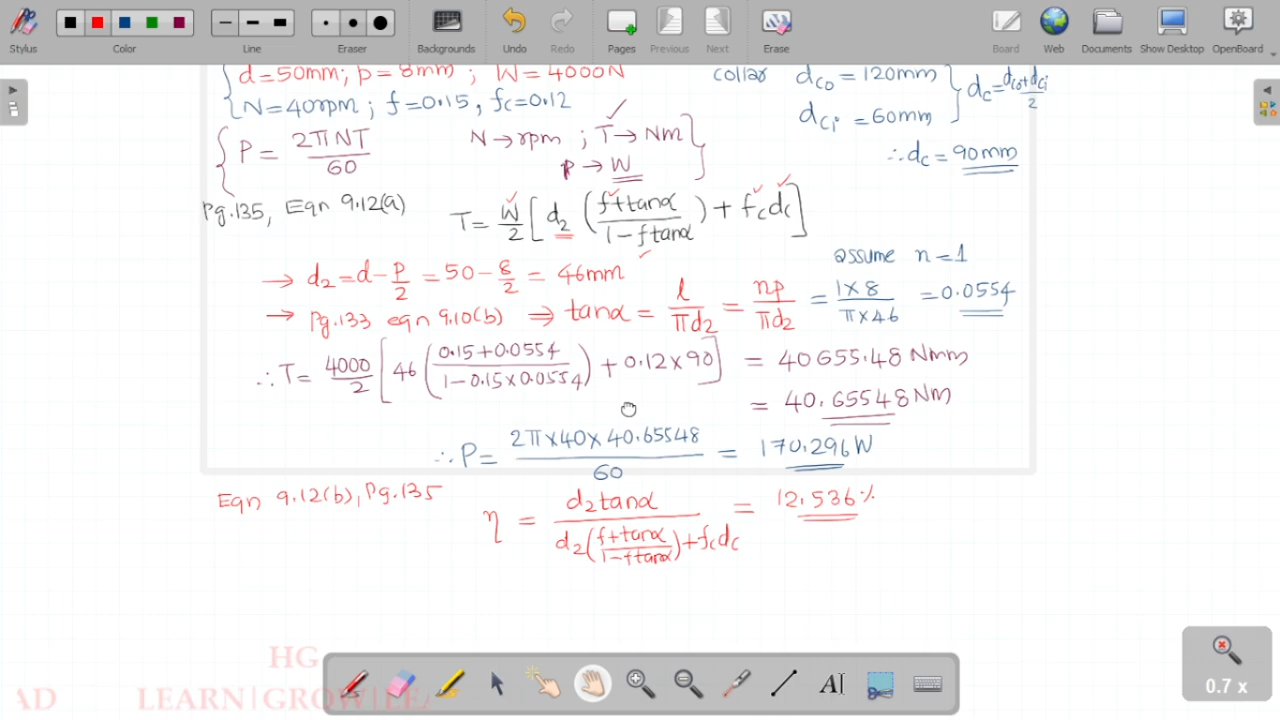 Stylus Color Line Eraser Backgrounds Undo Redo Pages Previous Next Erase Board Web Documents Show Desktop OpenBoard
d=50mm; p=8mm ; W=4000N
N=40rpm ; f=0.15, fc=0.12
collar dco=120mm
dci=60mm
dc=(dco+dci)/2
∴dc=90mm
P = 2πNT/60
N→rpm ; T→Nm
P→W
Pg.135, Eqn 9.12(a)
T= W/2 [d2 ((f+tanα)/(1-ftanα)) + fcdc]
→ d2=d-p/2 = 50-8/2 = 46mm
assume n=1
→ Pg.133 eqn 9.10(b) ⇒ tanα = l/πd2 = np/πd2 = 1×8/π×46 = 0.0554
∴T= 4000/2 [46 ((0.15+0.0554)/(1-0.15×0.0554)) + 0.12×90] = 40655.48 Nmm
= 40.65548 Nm
∴P= 2π×40×40.65548/60 = 170.296W
Eqn 9.12(b), Pg.135
η = d2tanα/(d2((f+tanα)/(1-ftanα))+fcdc) = 12.536%
HG
AD LEARN|GROW|LEA
0.7 x